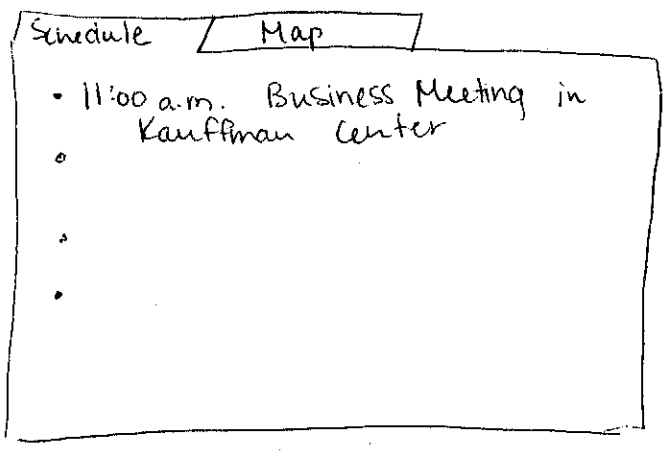 Schedule Map
• 11:00 a.m. Business Meeting in
Kauffman Center
•
•
•